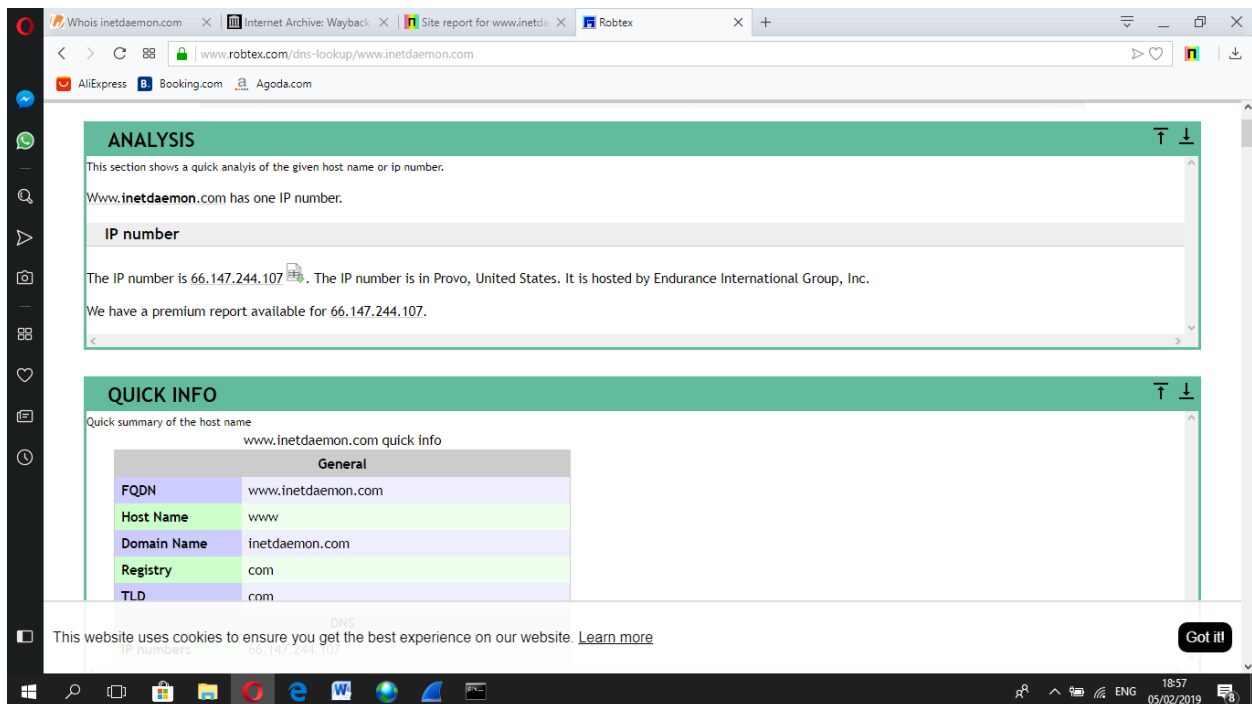 Whois inetdaemon.com
Internet Archive: Wayback
Site report for www.inetda
Robtex
www.robtex.com/dns-lookup/www.inetdaemon.com
AliExpress B. Booking.com a Agoda.com
ANALYSIS
This section shows a quick analyis of the given host name or ip number.
Www.inetdaemon.com has one IP number.
IP number
The IP number is 66.147.244.107. The IP number is in Provo, United States. It is hosted by Endurance International Group, Inc.
We have a premium report available for 66.147.244.107.
QUICK INFO
Quick summary of the host name
www.inetdaemon.com quick info
General
FQDN www.inetdaemon.com
Host Name www
Domain Name inetdaemon.com
Registry com
TLD com
DNS
IP numbers 66.147.244.107
This website uses cookies to ensure you get the best experience on our website. Learn more
Got it!
ENG
18:57
05/02/2019
8